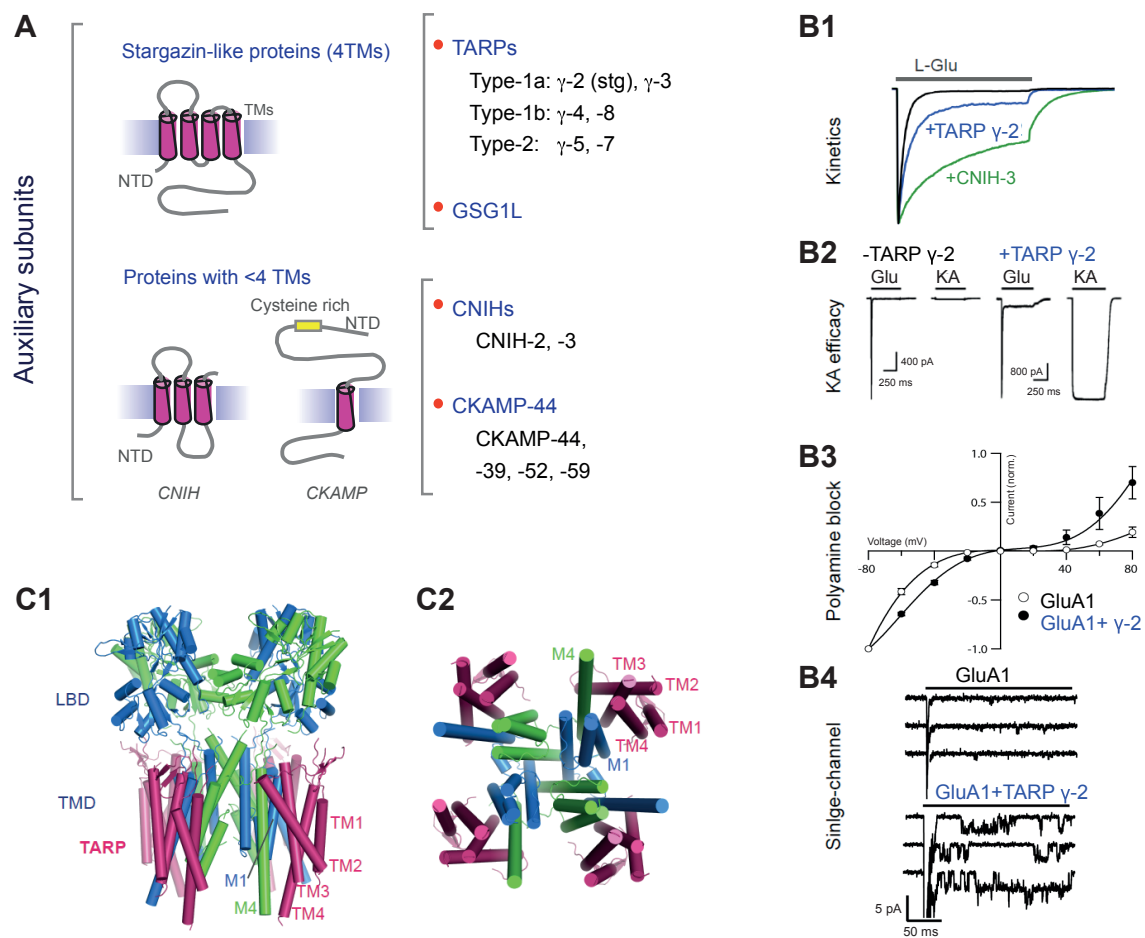 A
Auxiliary subunits
Stargazin-like proteins (4TMs)
TMs
NTD
TARPs
Type-1a: γ-2 (stg), γ-3
Type-1b: γ-4, -8
Type-2: γ-5, -7
GSG1L
Proteins with <4 TMs
Cysteine rich
NTD
NTD
CNIH
CKAMP
CNIHs
CNIH-2, -3
CKAMP-44
CKAMP-44,
-39, -52, -59
B1
Kinetics
L-Glu
+TARP γ-2
+CNIH-3
B2
KA efficacy
-TARP γ-2
+TARP γ-2
Glu
KA
Glu
KA
400 pA
250 ms
800 pA
250 ms
B3
Polyamine block
Current (norm.)
1.0
0.5
Voltage (mV)
-80
40
80
-0.5
-1.0
GluA1
GluA1+ γ-2
B4
Sinlge-channel
GluA1
GluA1+TARP γ-2
5 pA
50 ms
C1
LBD
TMD
TARP
TM1
TM2
M1
TM3
M4
TM4
C2
M4
TM3
TM2
TM1
TM4
M1